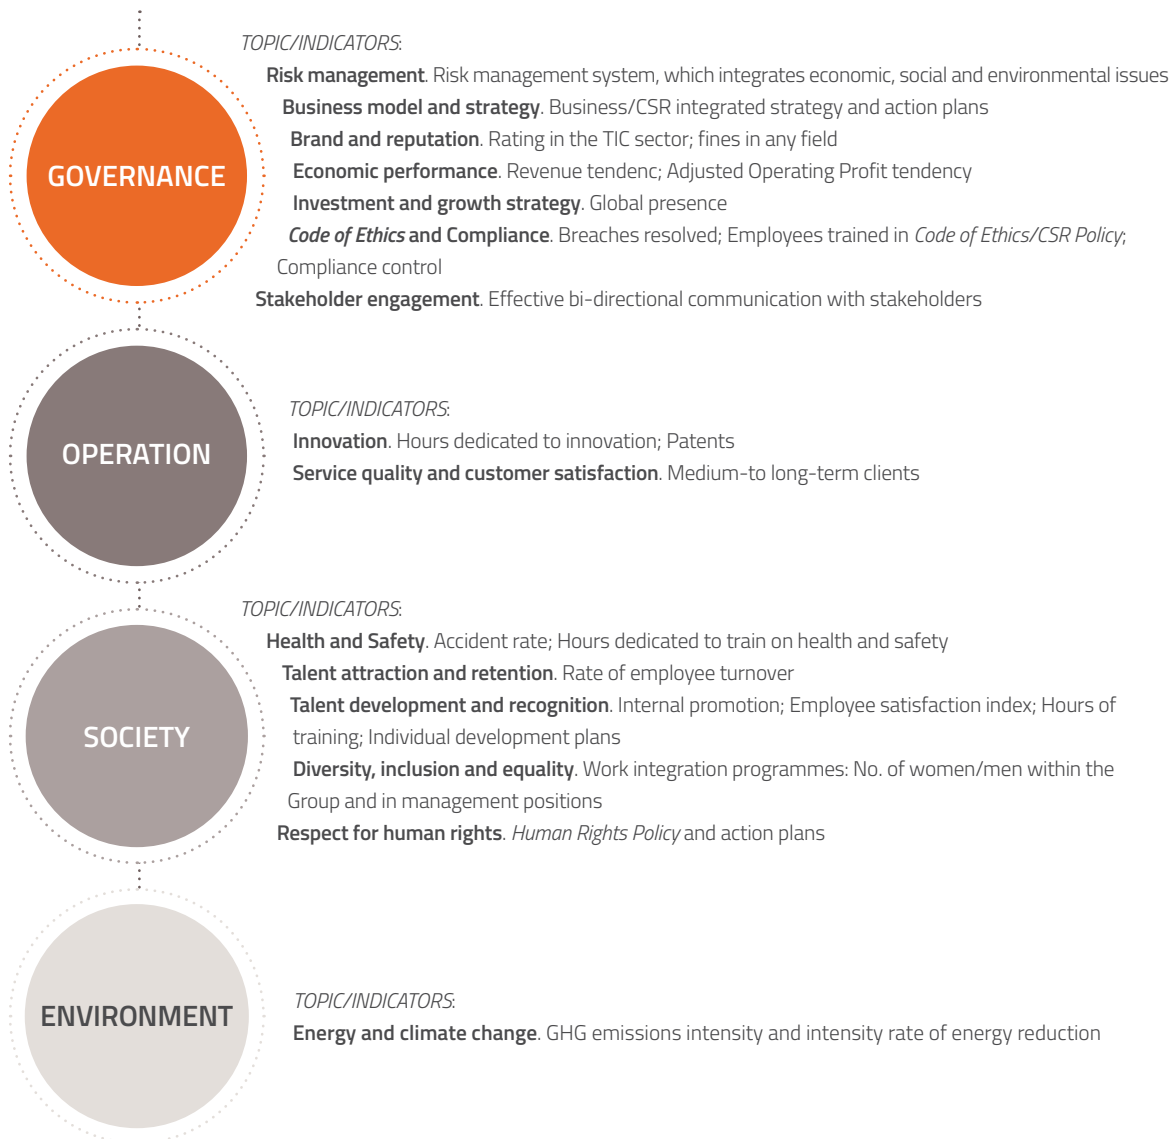 TOPIC/INDICATORS:
Risk management. Risk management system, which integrates economic, social and environmental issues
Business model and strategy. Business/CSR integrated strategy and action plans
Brand and reputation. Rating in the TIC sector; fines in any field
GOVERNANCE
Economic performance. Revenue tendenc; Adjusted Operating Profit tendency
Investment and growth strategy. Global presence
Code of Ethics and Compliance. Breaches resolved; Employees trained in Code of Ethics/CSR Policy;
Compliance control
Stakeholder engagement. Effective bi-directional communication with stakeholders
OPERATION
TOPIC/INDICATORS:
Innovation. Hours dedicated to innovation; Patents
Service quality and customer satisfaction. Medium-to long-term clients
TOPIC/INDICATORS:
Health and Safety. Accident rate; Hours dedicated to train on health and safety
Talent attraction and retention. Rate of employee turnover
Talent development and recognition. Internal promotion; Employee satisfaction index; Hours of
training; Individual development plans
SOCIETY
Diversity, inclusion and equality. Work integration programmes: No. of women/men within the
Group and in management positions
Respect for human rights. Human Rights Policy and action plans
ENVIRONMENT
TOPIC/INDICATORS:
Energy and climate change. GHG emissions intensity and intensity rate of energy reduction